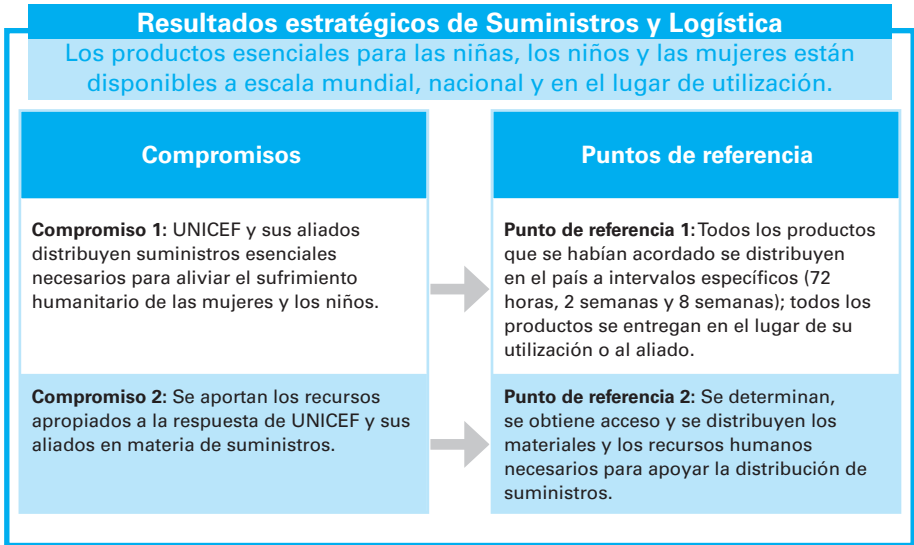 Resultados estratégicos de Suministros y Logística
Los productos esenciales para las niñas, los niños y las mujeres están
disponibles a escala mundial, nacional y en el lugar de utilización.
Compromisos
Puntos de referencia
Compromiso 1: UNICEF y sus aliados
distribuyen suministros esenciales
necesarios para aliviar el sufrimiento
humanitario de las mujeres y los niños.
Punto de referencia 1: Todos los productos
que se habían acordado se distribuyen
en el país a intervalos específicos (72
horas, 2 semanas y 8 semanas); todos los
productos se entregan en el lugar de su
utilización o al aliado.
Compromiso 2: Se aportan los recursos
apropiados a la respuesta de UNICEF y sus
aliados en materia de suministros.
Punto de referencia 2: Se determinan,
se obtiene acceso y se distribuyen los
materiales y los recursos humanos
necesarios para apoyar la distribución de
suministros.